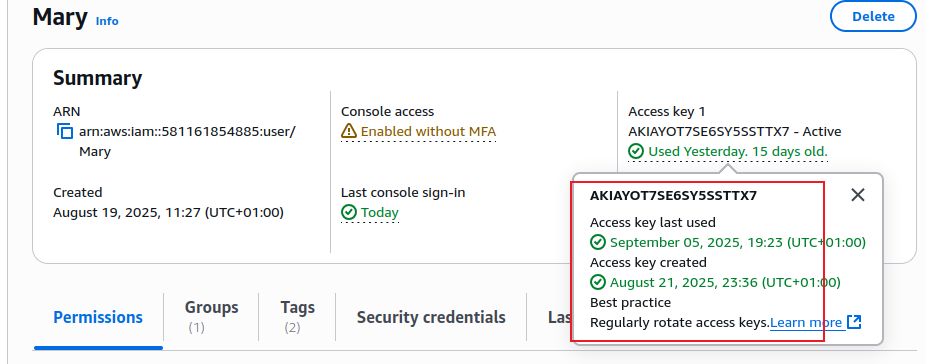 Mary Info
Delete
Summary
ARN
arn:aws:iam::581161854885:user/
Mary
Created
August 19, 2025, 11:27 (UTC+01:00)
Console access
Enabled without MFA
Last console sign-in
Today
Access key 1
AKIAYOT7SE6SY5SSTTX7 - Active
Used Yesterday. 15 days old.
AKIAYOT7SE6SY5SSTTX7
Access key last used
September 05, 2025, 19:23 (UTC+01:00)
Access key created
August 21, 2025, 23:36 (UTC+01:00)
Best practice
Regularly rotate access keys. Learn more
Permissions
Groups
(1)
Tags
(2)
Security credentials
Las